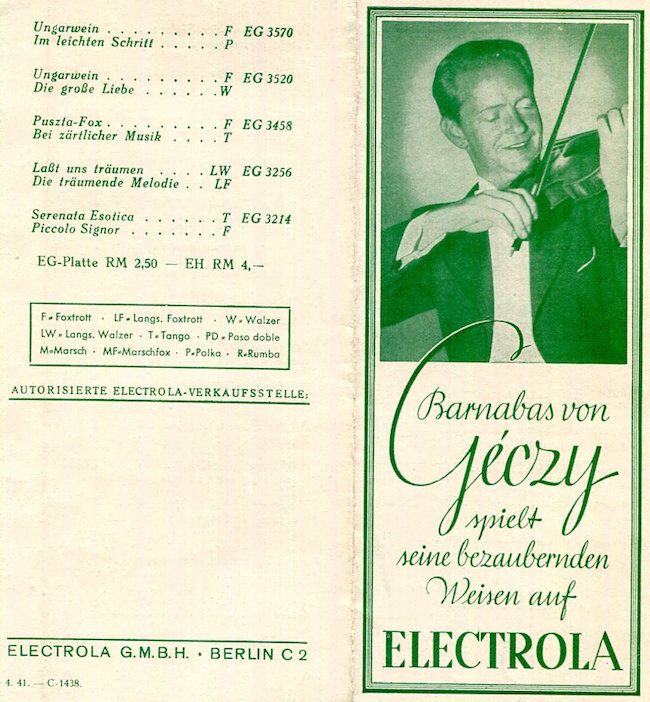 Ungarwein . . . . . . . . . . F EG 3570
Im leichten Schritt . . . . . P
Ungarwein . . . . . . . . . . F EG 3520
Die große Liebe . . . . . . W
Puszta-Fox . . . . . . . . . . F EG 3458
Bei zärtlicher Musik . . . . T
Laßt uns träumen . . . . . LW EG 3256
Die träumende Melodie . . LF
Serenata Esotica . . . . . . T EG 3214
Piccolo Signor . . . . . . . F
EG-Platte RM 2,50 — EH RM 4,—
F=Foxtrott · LF=Langs. Foxtrott · W=Walzer
LW=Langs. Walzer · T=Tango · PD=Paso doble
M=Marsch · MF=Marschfox · P=Polka · R=Rumba
AUTORISIERTE ELECTROLA-VERKAUFSSTELLE:
ELECTROLA G.M.B.H. • BERLIN C 2
4. 41. — C-1438.
Barnabas von
Géczy
spielt
seine bezaubernden
Weisen auf
ELECTROLA